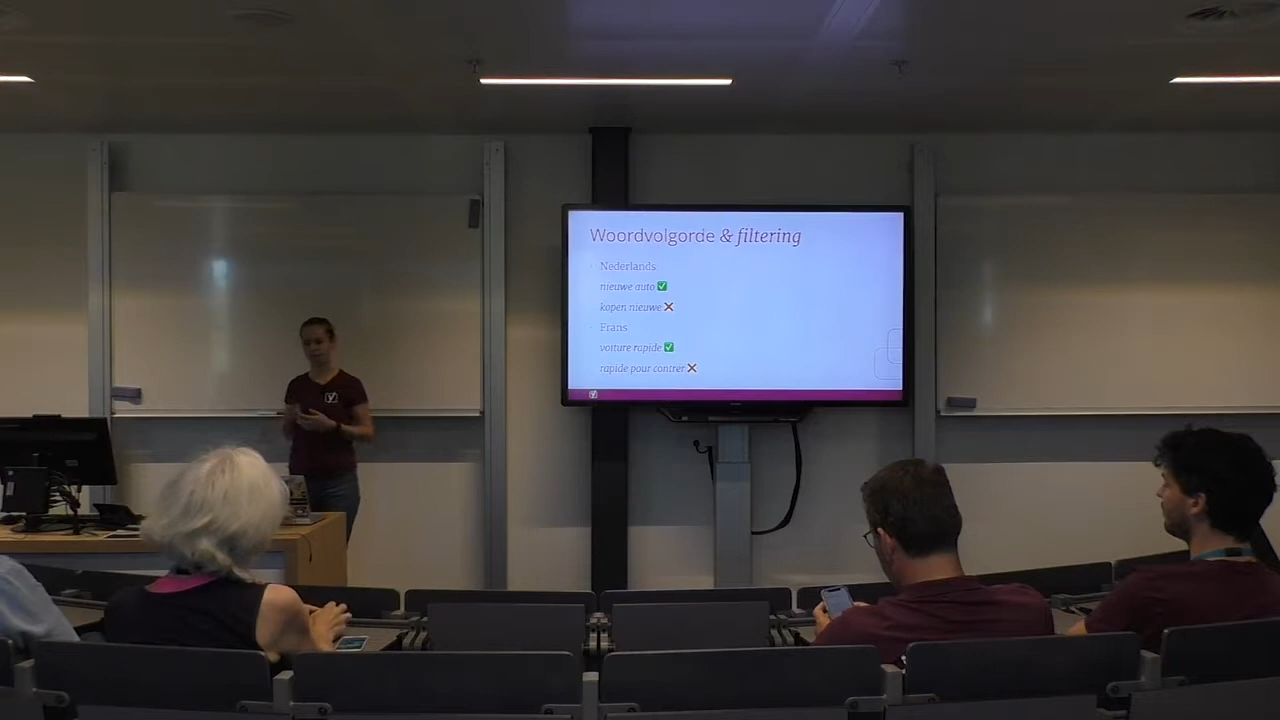 Woordvolgorde & filtering
Nederlands
nieuwe auto ✅
kopen nieuwe ❌
Frans
voiture rapide ✅
rapide pour contrer ❌